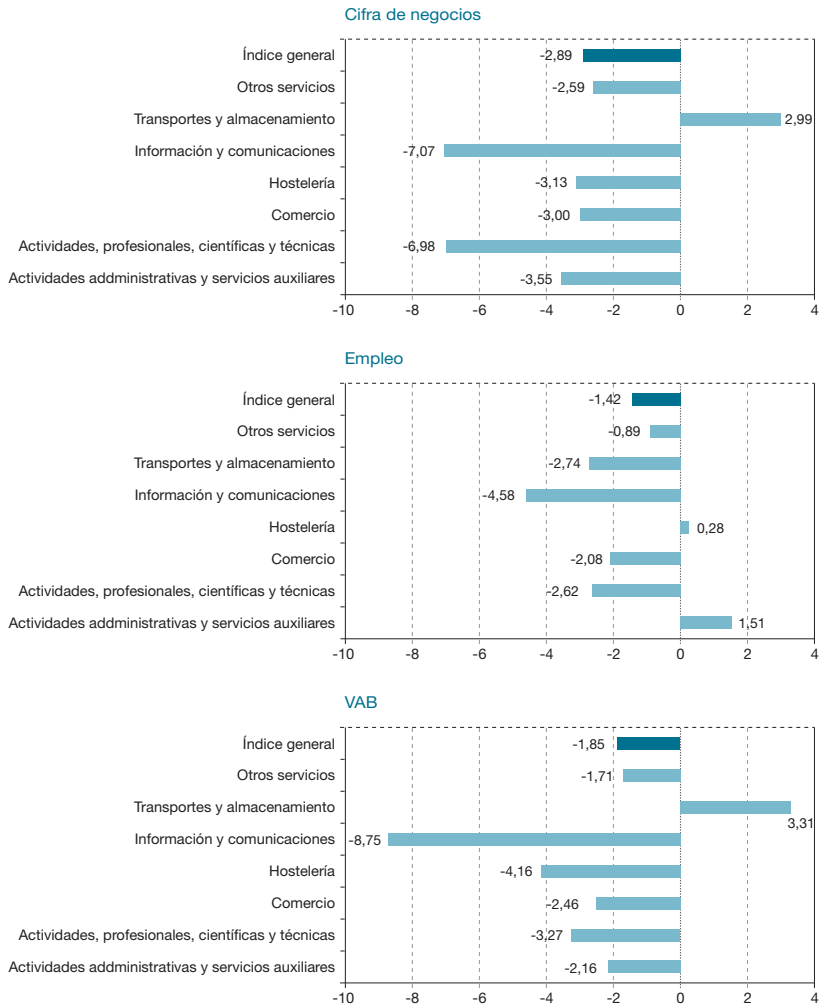 Cifra de negocios
Índice general -2,89
Otros servicios -2,59
Transportes y almacenamiento 2,99
Información y comunicaciones -7,07
Hostelería -3,13
Comercio -3,00
Actividades, profesionales, científicas y técnicas -6,98
Actividades addministrativas y servicios auxiliares -3,55
-10 -8 -6 -4 -2 0 2 4
Empleo
Índice general -1,42
Otros servicios -0,89
Transportes y almacenamiento -2,74
Información y comunicaciones -4,58
Hostelería 0,28
Comercio -2,08
Actividades, profesionales, científicas y técnicas -2,62
Actividades addministrativas y servicios auxiliares 1,51
-10 -8 -6 -4 -2 0 2 4
VAB
Índice general -1,85
Otros servicios -1,71
Transportes y almacenamiento 3,31
Información y comunicaciones -8,75
Hostelería -4,16
Comercio -2,46
Actividades, profesionales, científicas y técnicas -3,27
Actividades addministrativas y servicios auxiliares -2,16
-10 -8 -6 -4 -2 0 2 4